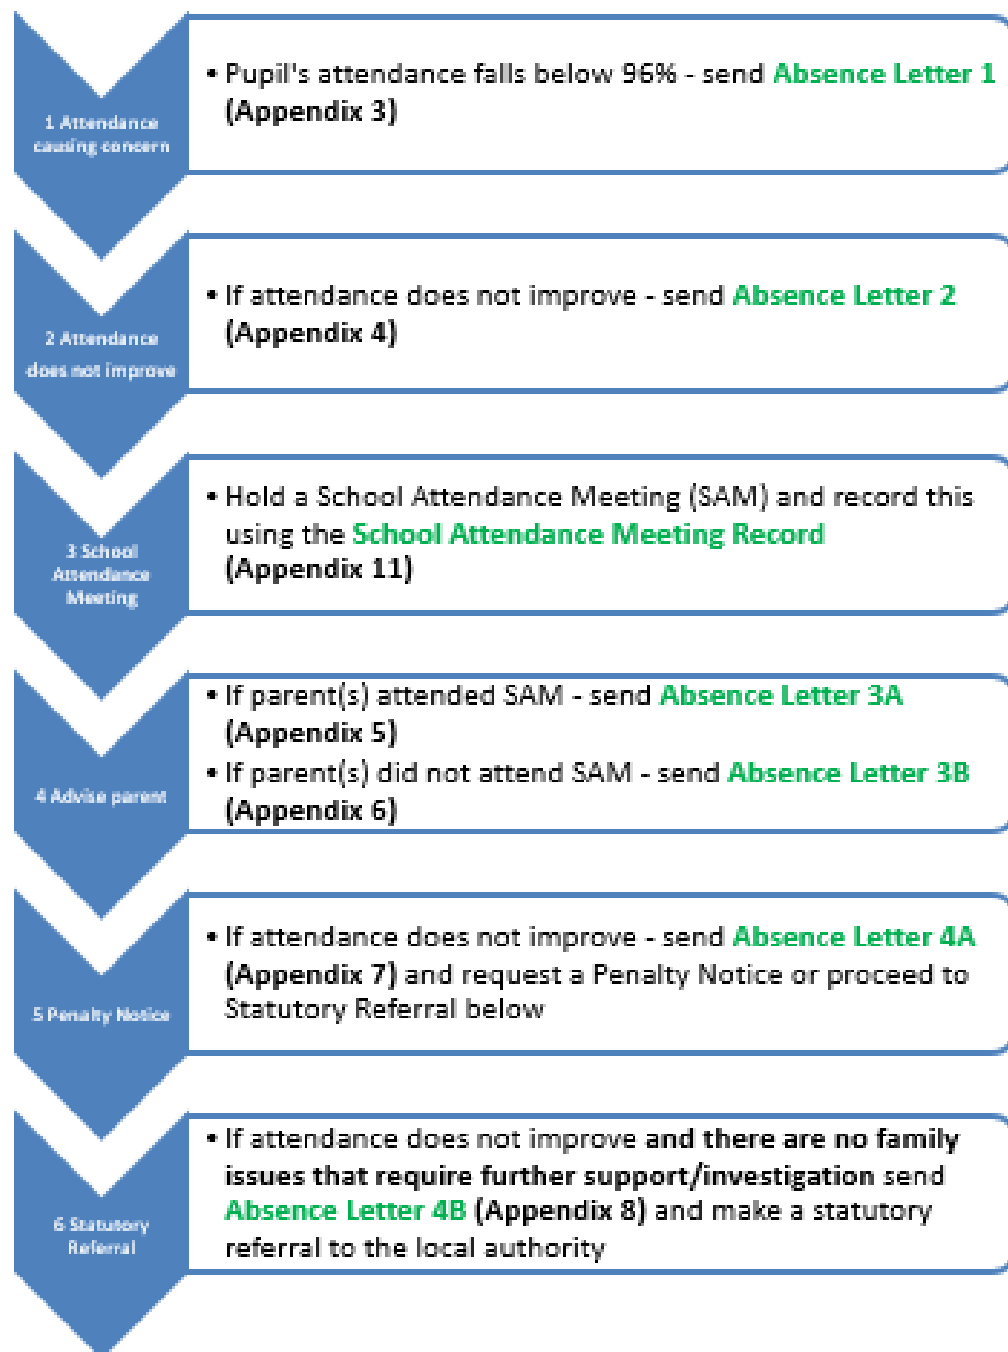 1 Attendance
causing concern
• Pupil's attendance falls below 96% - send Absence Letter 1
(Appendix 3)
2 Attendance
does not improve
• If attendance does not improve - send Absence Letter 2
(Appendix 4)
3 School
Attendance
Meeting
• Hold a School Attendance Meeting (SAM) and record this
using the School Attendance Meeting Record
(Appendix 11)
4 Advise parent
• If parent(s) attended SAM - send Absence Letter 3A
(Appendix 5)
• If parent(s) did not attend SAM - send Absence Letter 3B
(Appendix 6)
5 Penalty Notice
• If attendance does not improve - send Absence Letter 4A
(Appendix 7) and request a Penalty Notice or proceed to
Statutory Referral below
6 Statutory
Referral
• If attendance does not improve and there are no family
issues that require further support/investigation send
Absence Letter 4B (Appendix 8) and make a statutory
referral to the local authority